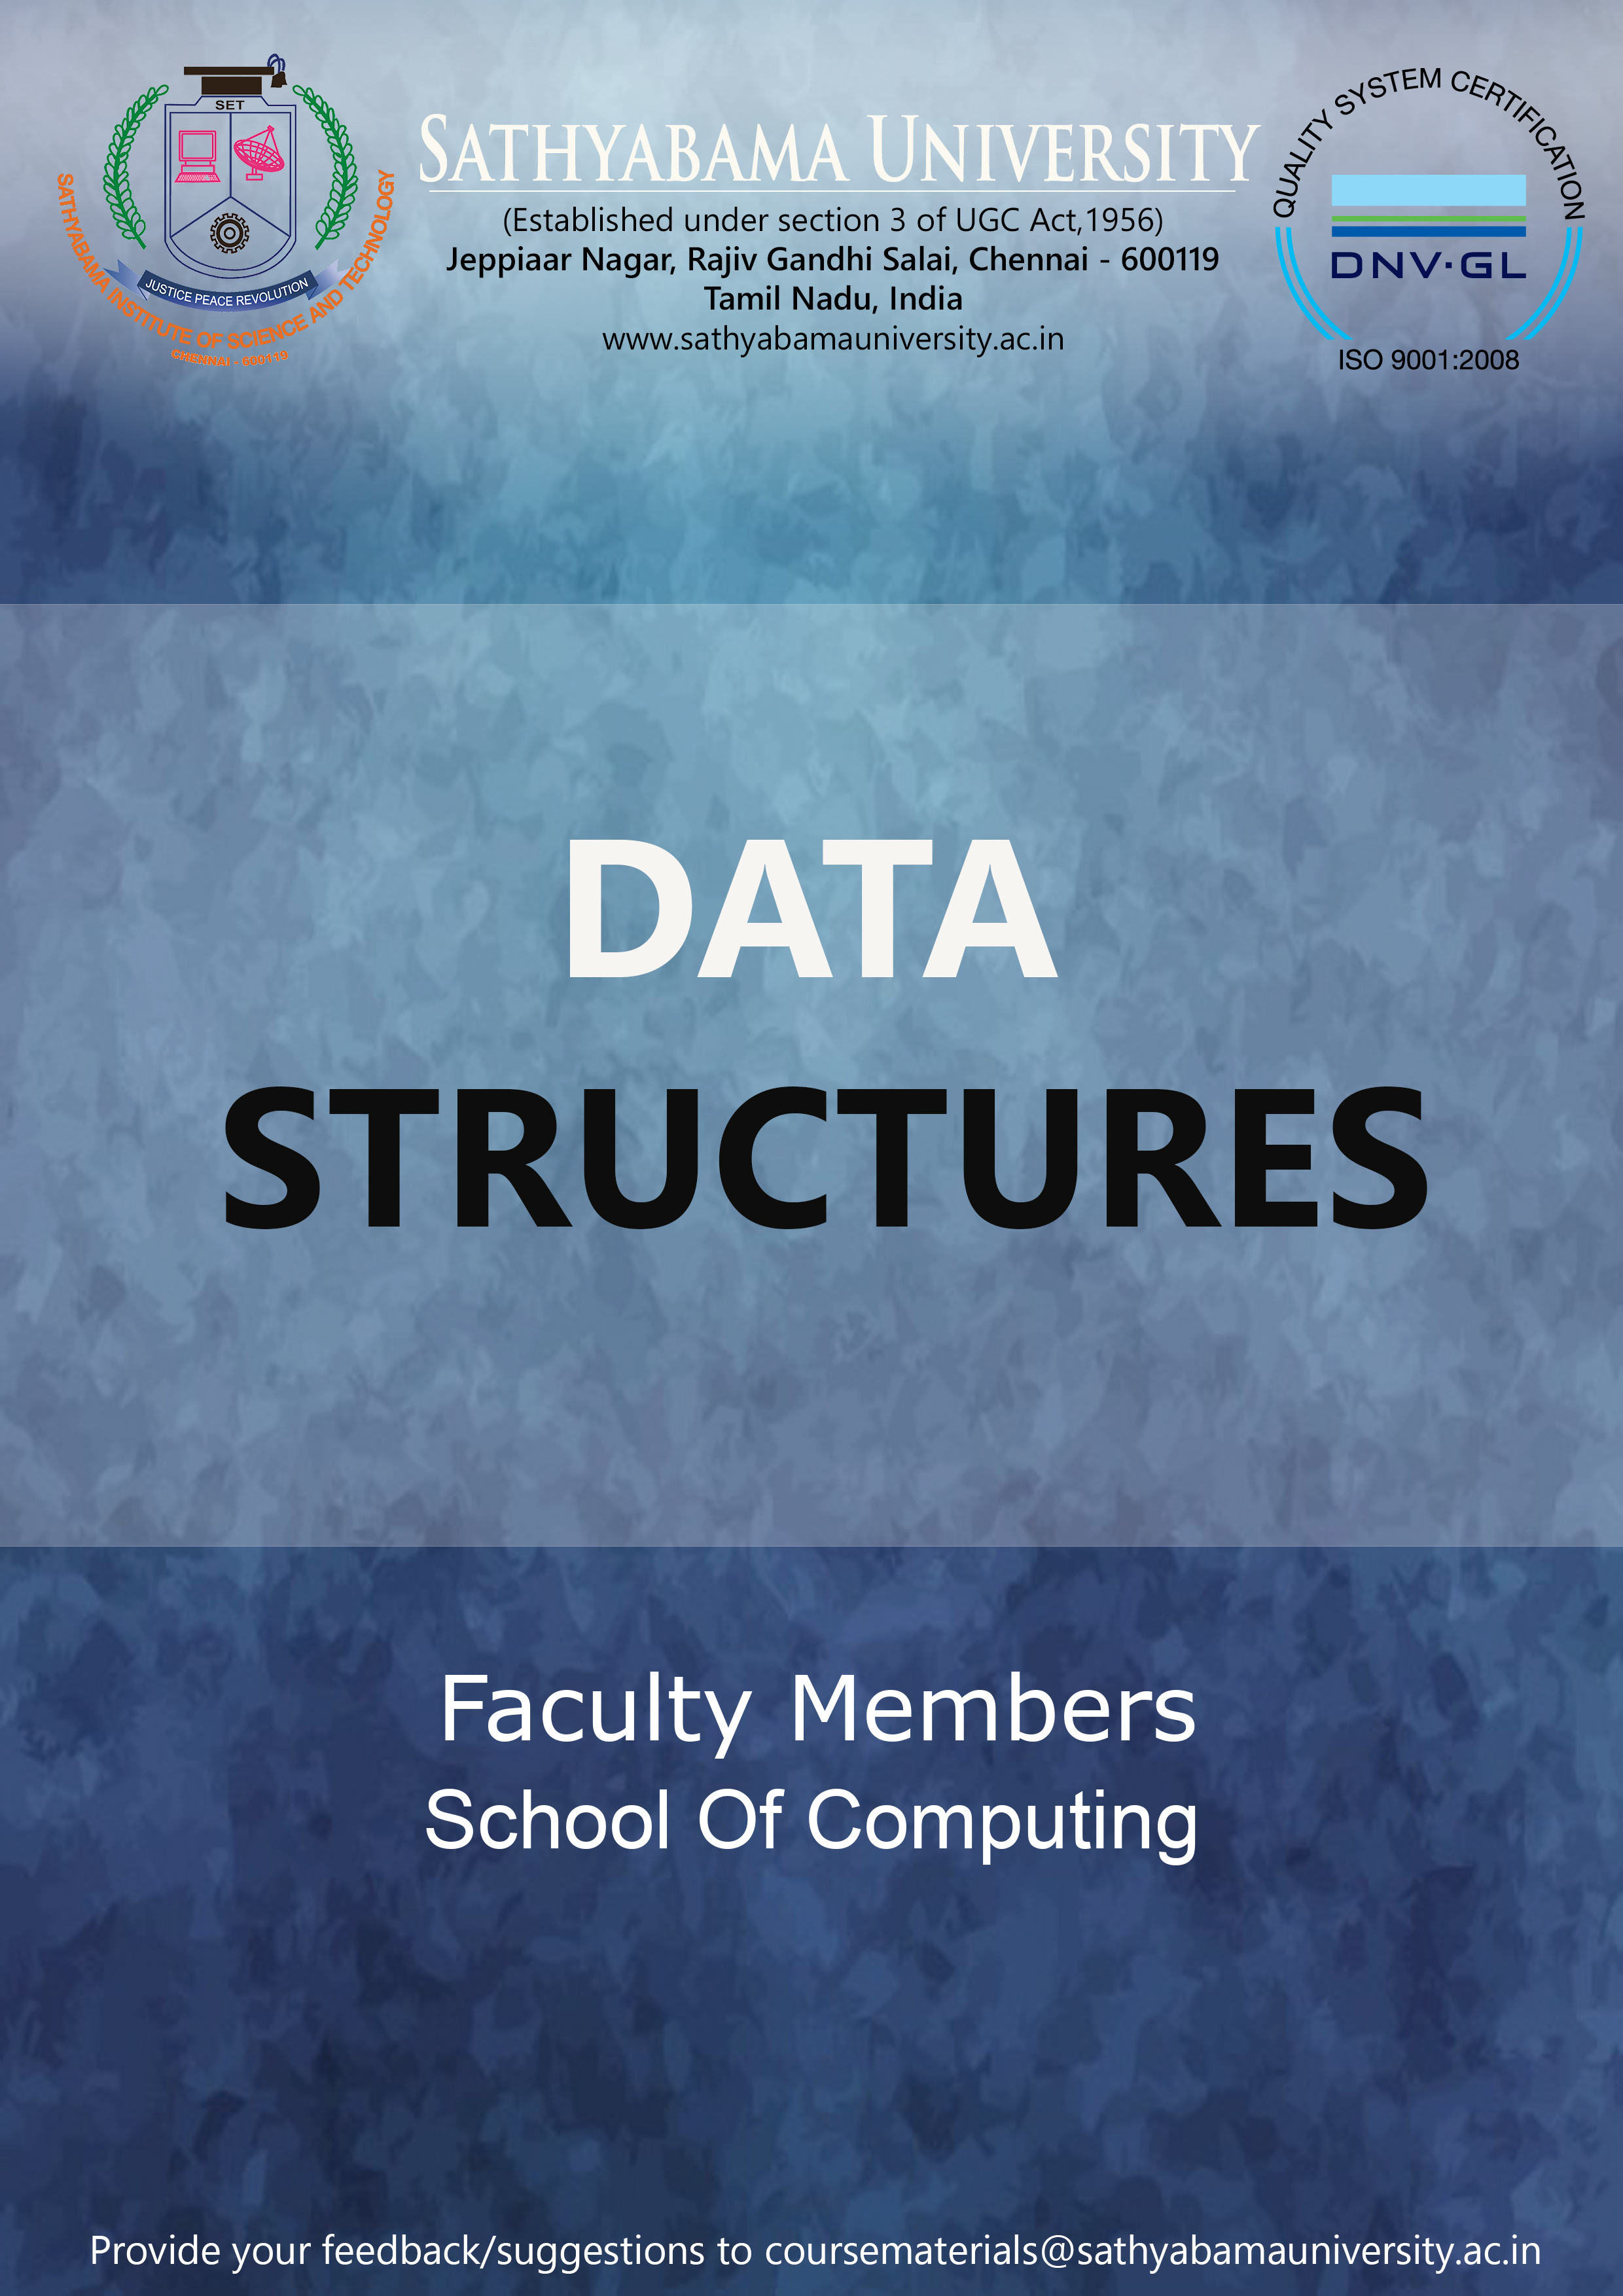 SET
JUSTICE PEACE REVOLUTION
SATHYABAMA INSTITUTE OF SCIENCE AND TECHNOLOGY
CHENNAI - 600119
SATHYABAMA UNIVERSITY
(Established under section 3 of UGC Act,1956)
Jeppiaar Nagar, Rajiv Gandhi Salai, Chennai - 600119
Tamil Nadu, India
www.sathyabamauniversity.ac.in
QUALITY SYSTEM CERTIFICATION
DNV·GL
ISO 9001:2008
DATA
STRUCTURES
Faculty Members
School Of Computing
Provide your feedback/suggestions to coursematerials@sathyabamauniversity.ac.in